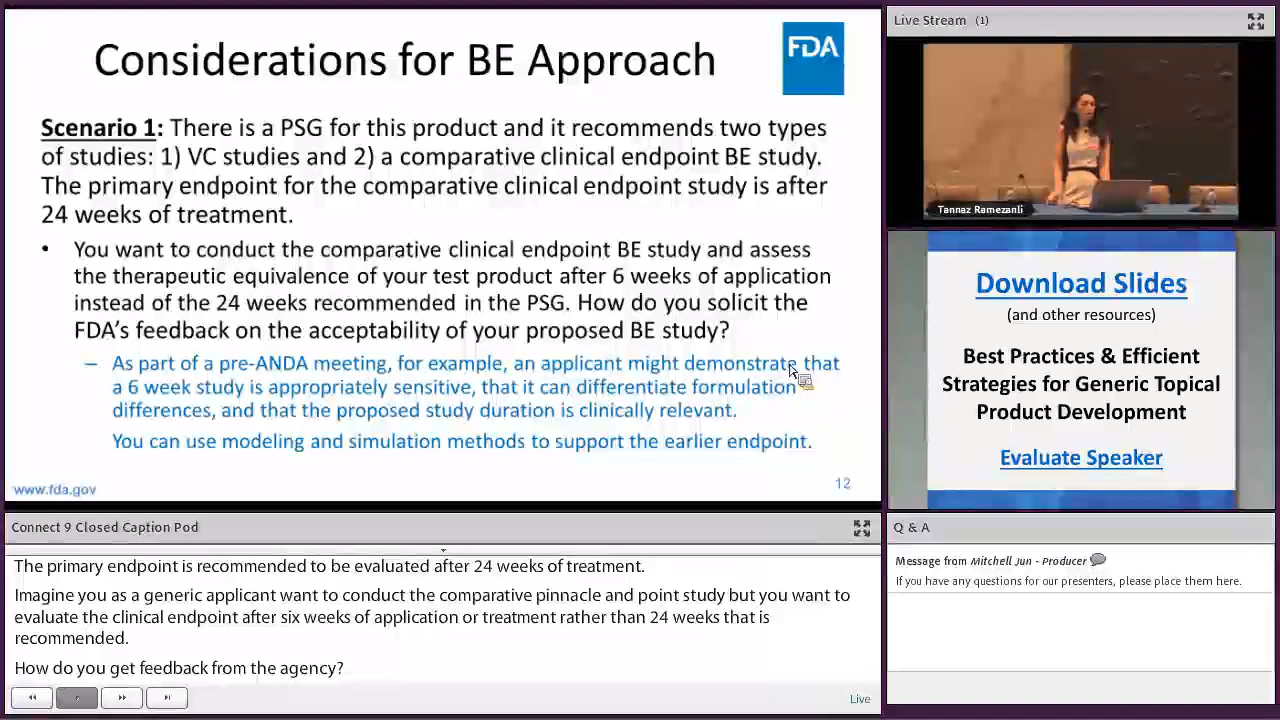 Considerations for BE Approach
FDA
Scenario 1: There is a PSG for this product and it recommends two types
of studies: 1) VC studies and 2) a comparative clinical endpoint BE study.
The primary endpoint for the comparative clinical endpoint study is after
24 weeks of treatment.
• You want to conduct the comparative clinical endpoint BE study and assess
the therapeutic equivalence of your test product after 6 weeks of application
instead of the 24 weeks recommended in the PSG. How do you solicit the
FDA's feedback on the acceptability of your proposed BE study?
– As part of a pre-ANDA meeting, for example, an applicant might demonstrate that
a 6 week study is appropriately sensitive, that it can differentiate formulation
differences, and that the proposed study duration is clinically relevant.
You can use modeling and simulation methods to support the earlier endpoint.
www.fda.gov
12
Live Stream (1)
Tannaz Ramezanli
Download Slides
(and other resources)
Best Practices & Efficient
Strategies for Generic Topical
Product Development
Evaluate Speaker
Connect 9 Closed Caption Pod
The primary endpoint is recommended to be evaluated after 24 weeks of treatment.
Imagine you as a generic applicant want to conduct the comparative pinnacle and point study but you want to
evaluate the clinical endpoint after six weeks of application or treatment rather than 24 weeks that is
recommended.
How do you get feedback from the agency?
Live
Q & A
Message from Mitchell Jun - Producer
If you have any questions for our presenters, please place them here.